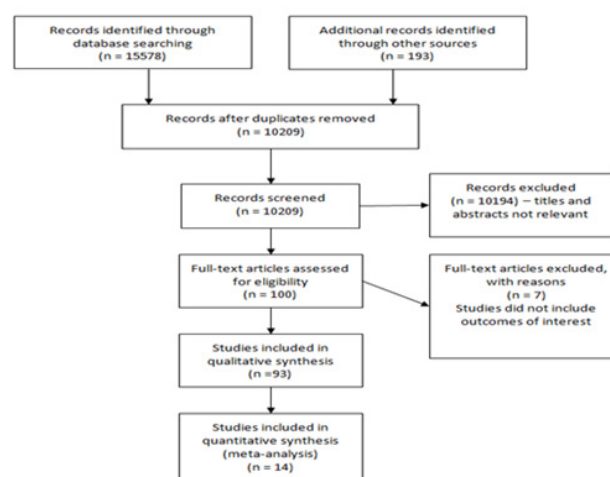 Records identified through
database searching
(n = 15578)
Additional records identified
through other sources
(n = 193)
Records after duplicates removed
(n = 10209)
Records screened
(n = 10209)
Records excluded
(n = 10194) – titles and
abstracts not relevant
Full-text articles assessed
for eligibility
(n = 100)
Full-text articles excluded,
with reasons
(n = 7)
Studies did not include
outcomes of interest
Studies included in
qualitative synthesis
(n =93)
Studies included in
quantitative synthesis
(meta-analysis)
(n = 14)